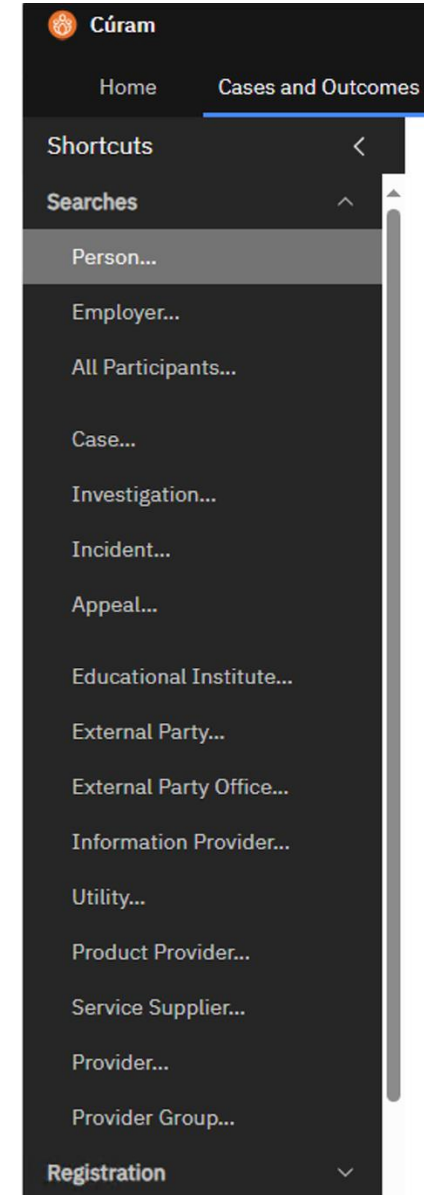 Cúram
Home Cases and Outcomes
Shortcuts
Searches
Person...
Employer...
All Participants...
Case...
Investigation...
Incident...
Appeal...
Educational Institute...
External Party...
External Party Office...
Information Provider...
Utility...
Product Provider...
Service Supplier...
Provider...
Provider Group...
Registration